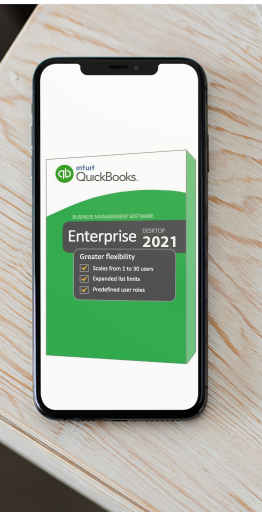 intuit
QuickBooks.
BUSINESS MANAGEMENT SOFTWARE
Enterprise DESKTOP 2021
Greater flexibility
Scales from 1 to 30 users
Expanded list limits
Predefined user roles